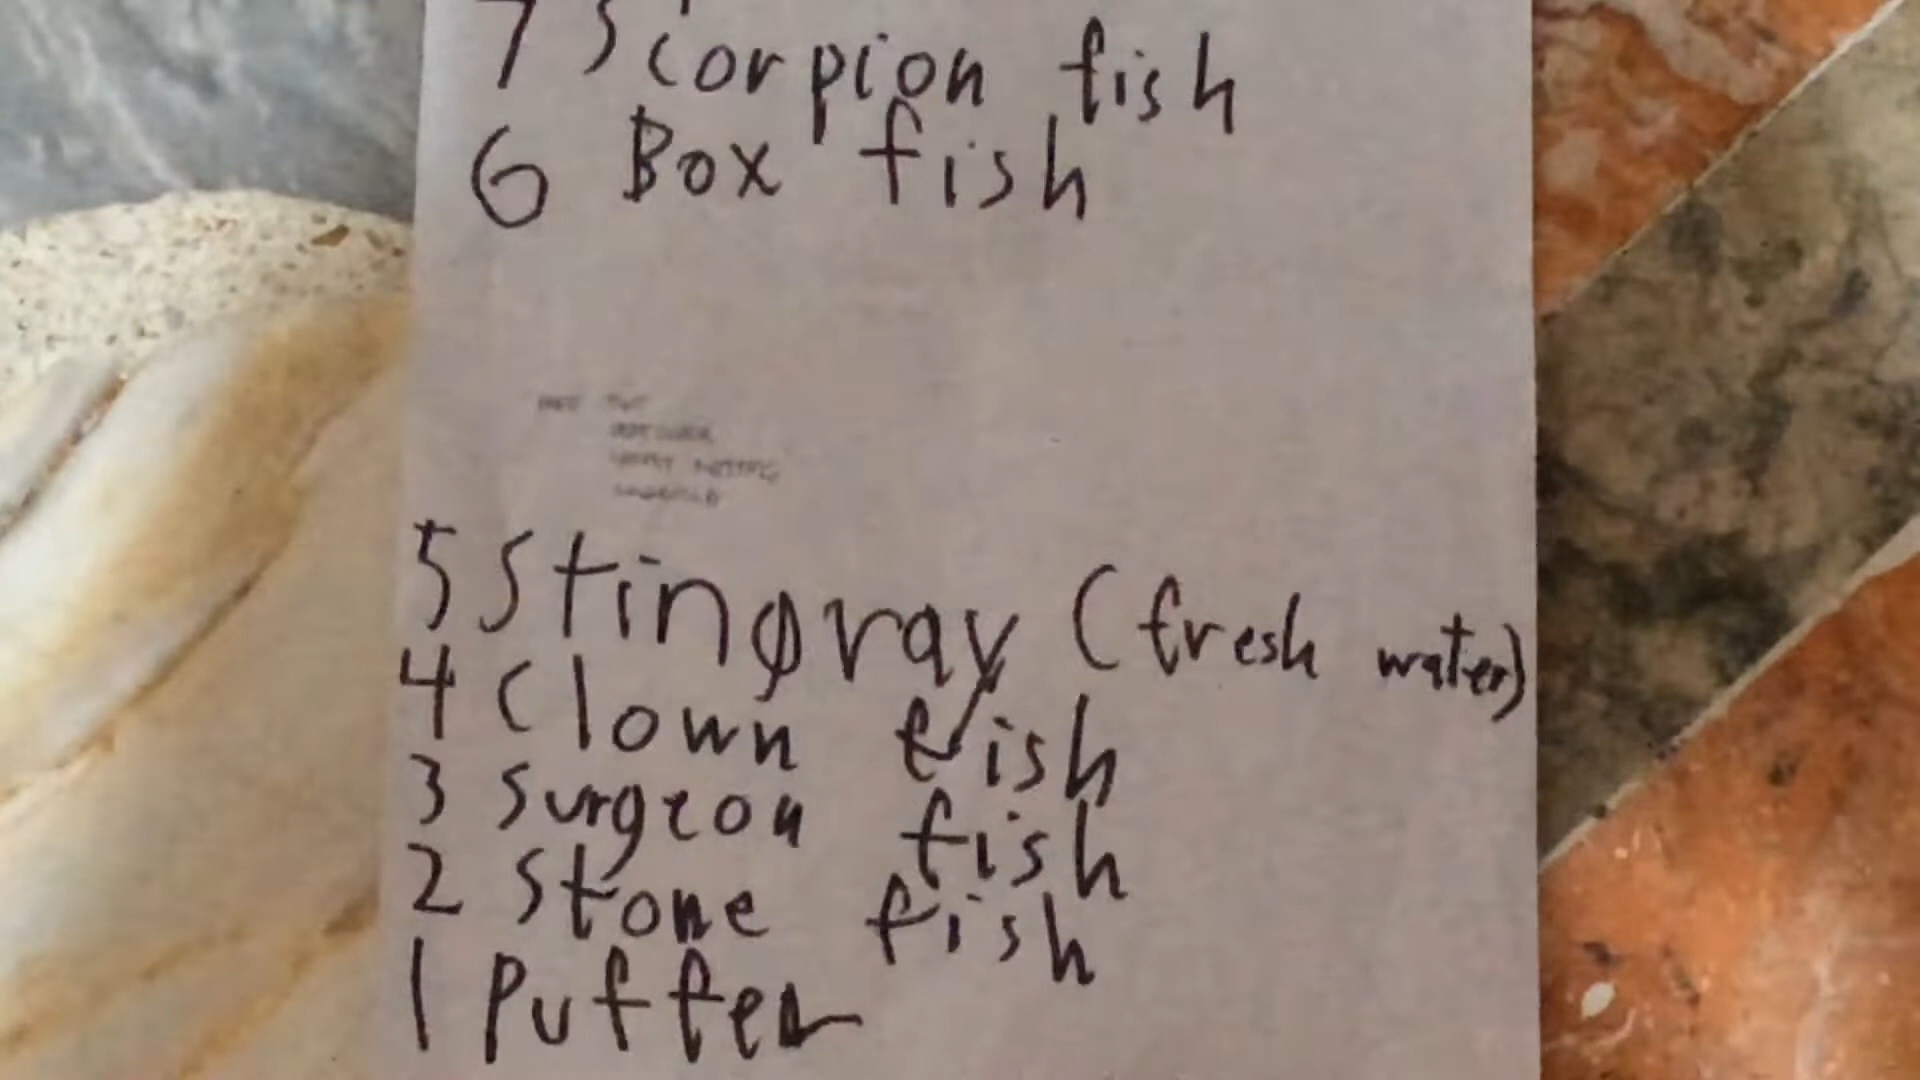 7 Scorpion fish
6 Box fish
5 Stingray (fresh water)
4 Clown fish
3 Surgeon fish
2 Stone fish
1 Puffer